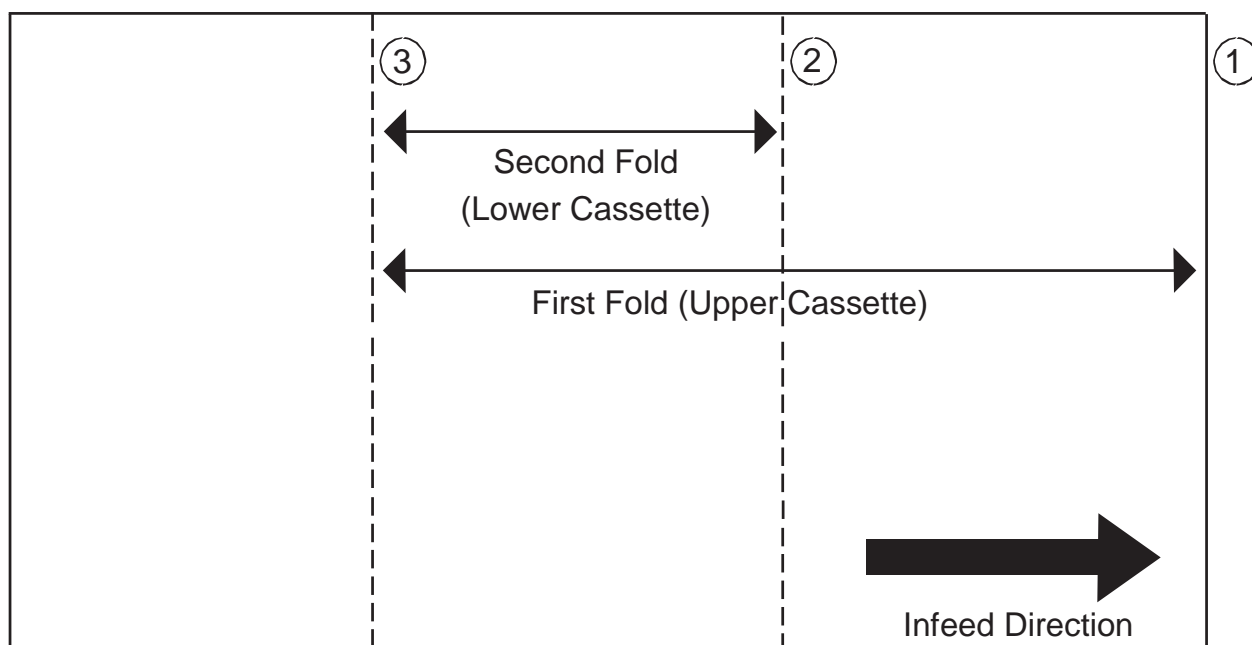 3
2
1
Second Fold
(Lower Cassette)
First Fold (Upper Cassette)
Infeed Direction